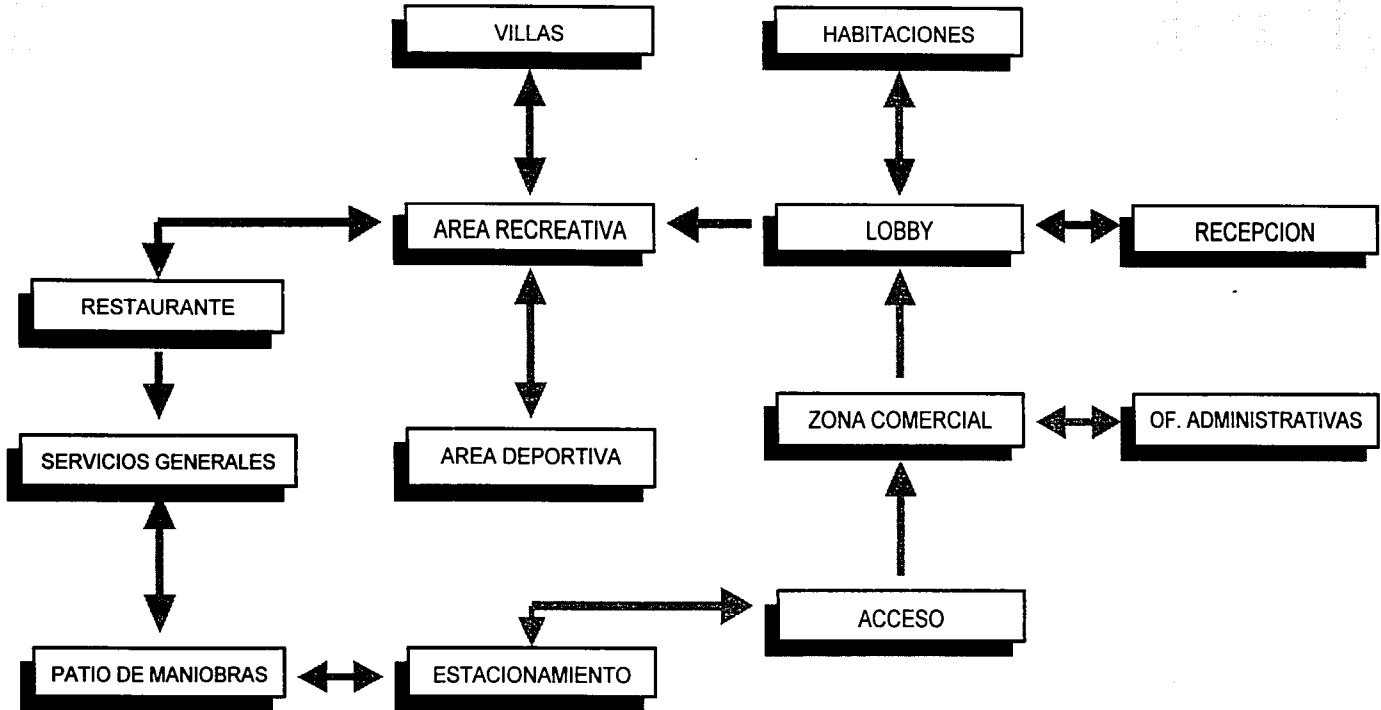 VILLAS
HABITACIONES
AREA RECREATIVA
LOBBY
RECEPCION
RESTAURANTE
ZONA COMERCIAL
OF. ADMINISTRATIVAS
SERVICIOS GENERALES
AREA DEPORTIVA
ACCESO
PATIO DE MANIOBRAS
ESTACIONAMIENTO